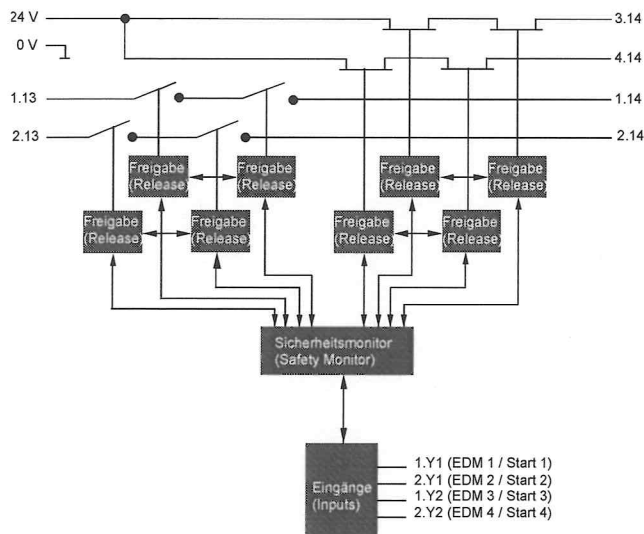 24 V
3.14
0 V
4.14
1.13
1.14
2.13
2.14
Freigabe
(Release)
Freigabe
(Release)
Freigabe
(Release)
Freigabe
(Release)
Freigabe
(Release)
Freigabe
(Release)
Freigabe
(Release)
Freigabe
(Release)
Sicherheitsmonitor
(Safety Monitor)
Eingänge
(Inputs)
1.Y1 (EDM 1 / Start 1)
2.Y1 (EDM 2 / Start 2)
1.Y2 (EDM 3 / Start 3)
2.Y2 (EDM 4 / Start 4)